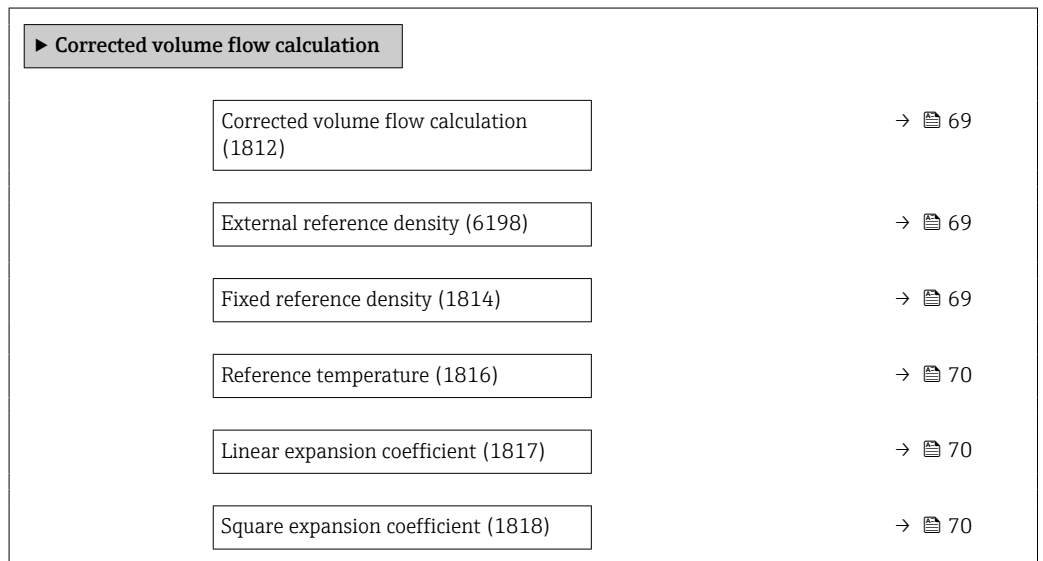 ▶ Corrected volume flow calculation
Corrected volume flow calculation → 69
(1812)
External reference density (6198) → 69
Fixed reference density (1814) → 69
Reference temperature (1816) → 70
Linear expansion coefficient (1817) → 70
Square expansion coefficient (1818) → 70